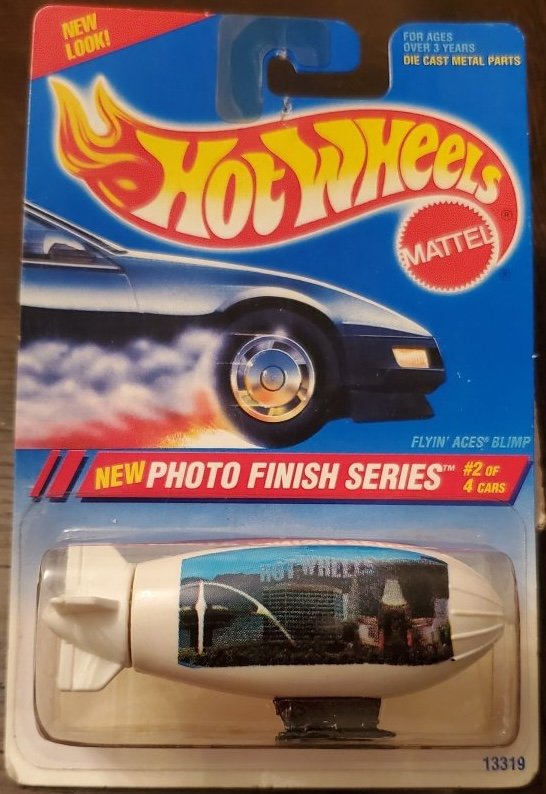 NEW
LOOK!
FOR AGES
OVER 3 YEARS
DIE CAST METAL PARTS
HOT WHEELS
®
MATTEL
®
FLYIN' ACES® BLIMP
NEW PHOTO FINISH SERIES™ #2 OF
4 CARS
HOT WHEELS
13319